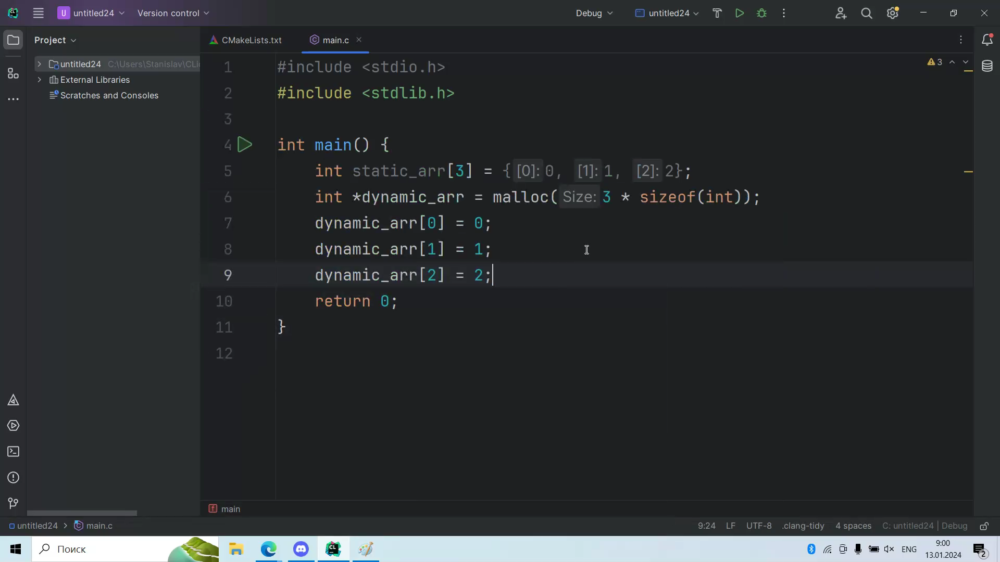 U untitled24 Version control Debug untitled24
Project CMakeLists.txt main.c
untitled24 C:\Users\Stanislav\CLi
External Libraries
Scratches and Consoles
3
1 #include <stdio.h>
2 #include <stdlib.h>
3
4 int main() {
5 int static_arr[3] = {[0]: 0, [1]: 1, [2]: 2};
6 int *dynamic_arr = malloc(Size: 3 * sizeof(int));
7 dynamic_arr[0] = 0;
8 dynamic_arr[1] = 1;
9 dynamic_arr[2] = 2;
10 return 0;
11 }
12
f main
untitled24 > main.c 9:24 LF UTF-8 .clang-tidy 4 spaces C: untitled24 | Debug
Поиск CL ENG 9:00
13.01.2024 2